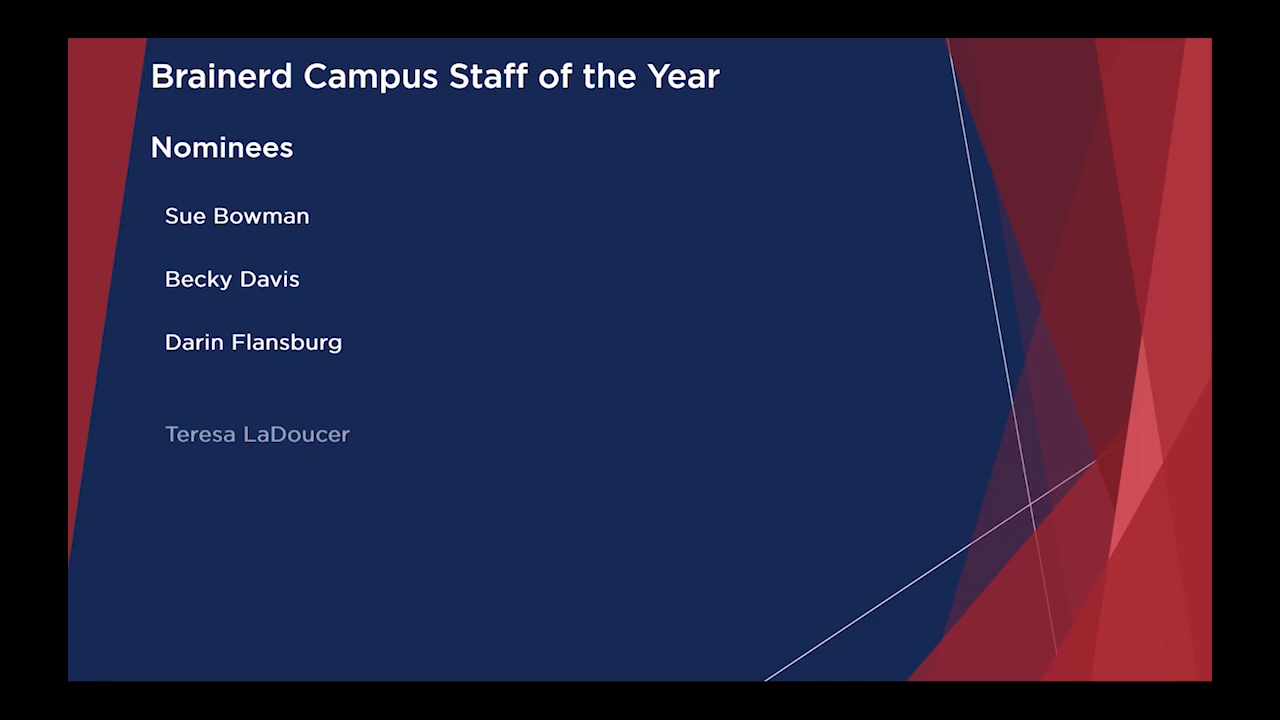 Brainerd Campus Staff of the Year
Nominees
Sue Bowman
Becky Davis
Darin Flansburg
Teresa LaDoucer